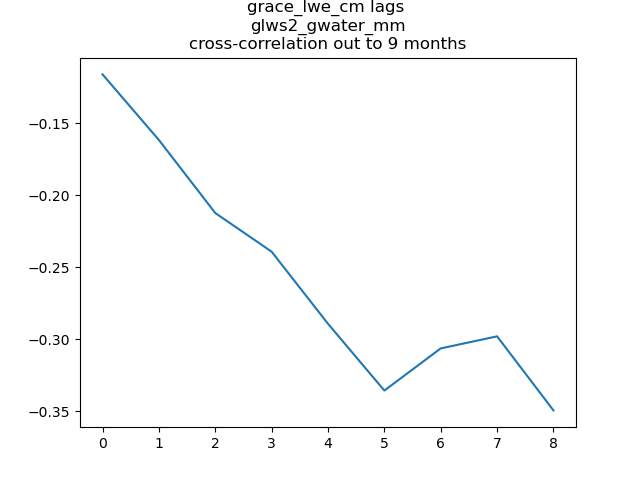 grace_lwe_cm lags
glws2_gwater_mm
cross-correlation out to 9 months
−0.15
−0.20
−0.25
−0.30
−0.35
0 1 2 3 4 5 6 7 8